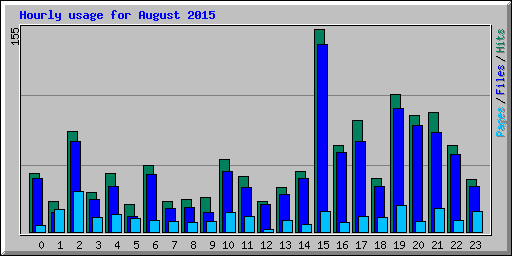 Hourly usage for August 2015
155
Pages / Files / Hits
0 1 2 3 4 5 6 7 8 9 10 11 12 13 14 15 16 17 18 19 20 21 22 23